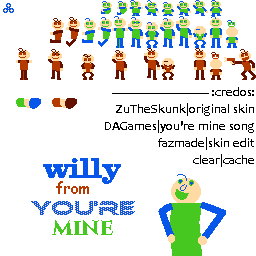 :credos:
ZuTheSkunk|original skin
DAGames|you're mine song
fazmade|skin edit
clear|cache
willy
from
YOU'RE
MINE